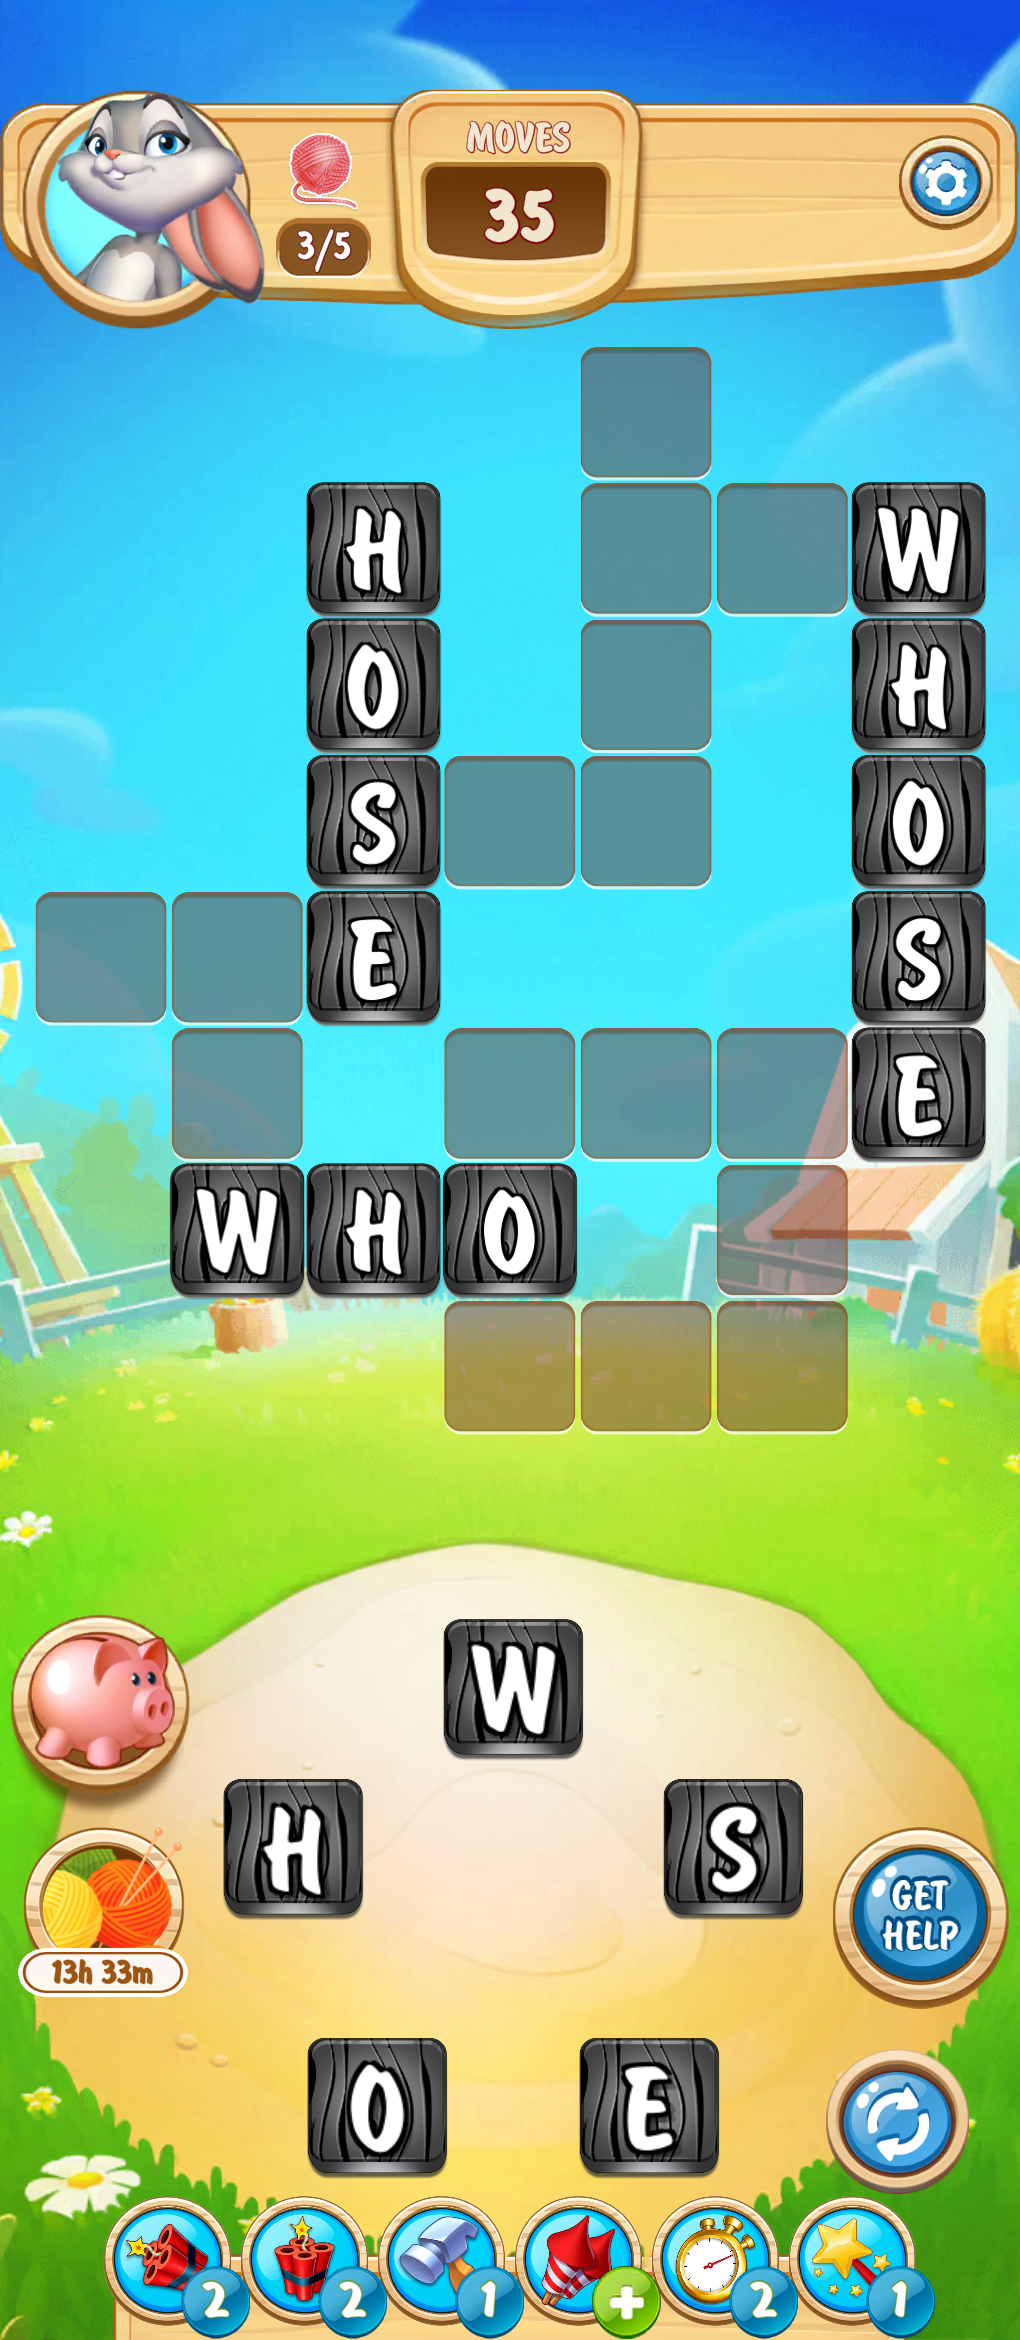 MOVES
35
3/5
H W
O H
S O
E S
E
W H O
W
H S
13h 33m
GET
HELP
O E
2 2 1 + 2 1